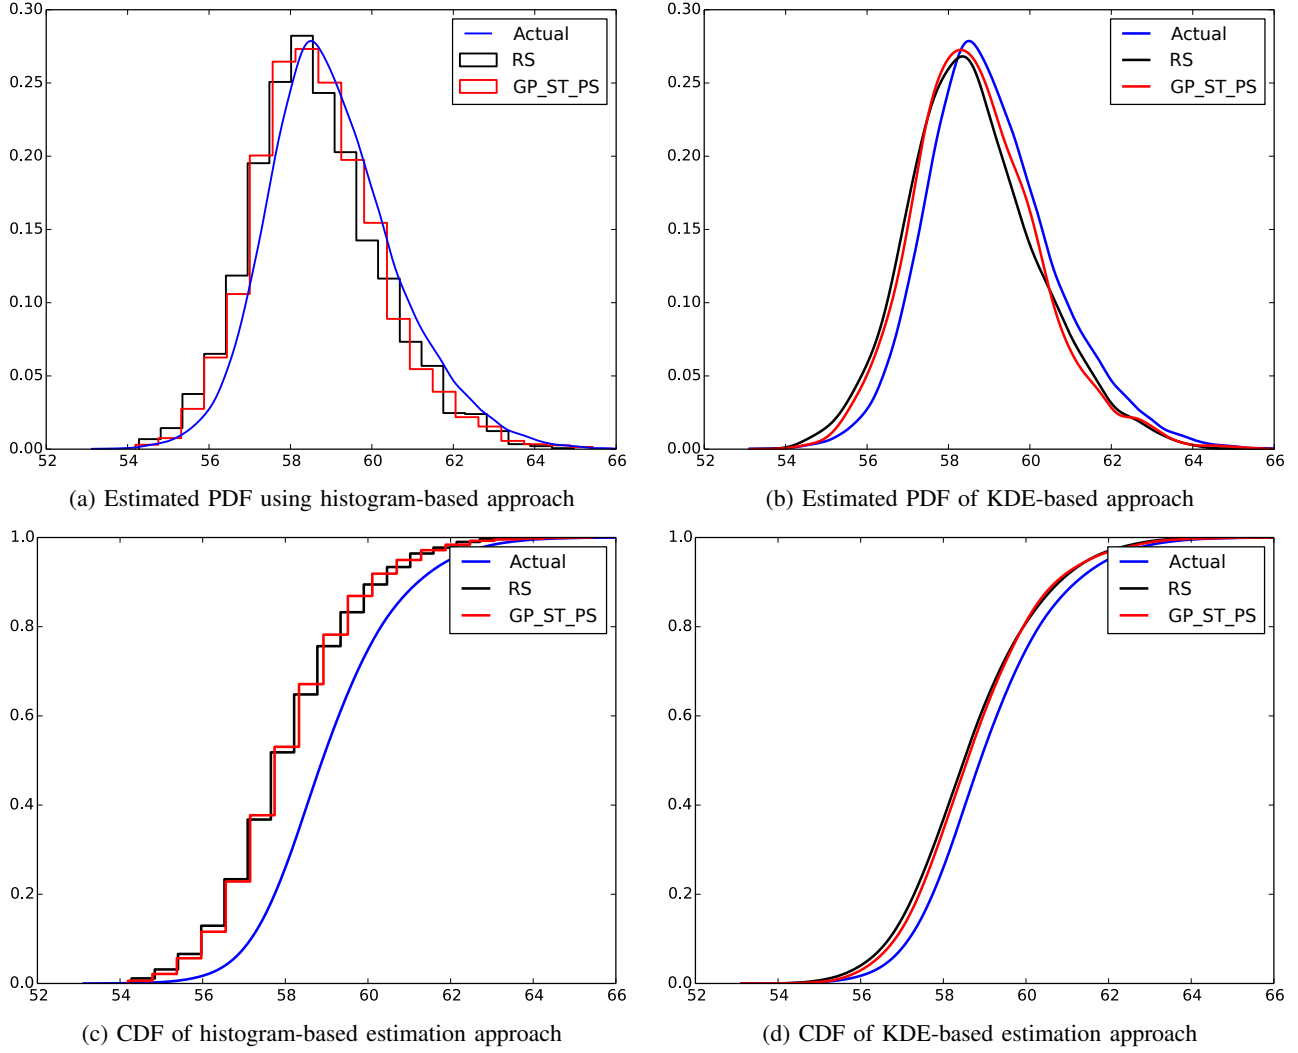 0.30
0.25
0.20
0.15
0.10
0.05
0.00
52 54 56 58 60 62 64 66
Actual
RS
GP_ST_PS
(a) Estimated PDF using histogram-based approach
0.30
0.25
0.20
0.15
0.10
0.05
0.00
52 54 56 58 60 62 64 66
Actual
RS
GP_ST_PS
(b) Estimated PDF of KDE-based approach
1.0
0.8
0.6
0.4
0.2
0.0
52 54 56 58 60 62 64 66
Actual
RS
GP_ST_PS
(c) CDF of histogram-based estimation approach
1.0
0.8
0.6
0.4
0.2
0.0
52 54 56 58 60 62 64 66
Actual
RS
GP_ST_PS
(d) CDF of KDE-based estimation approach